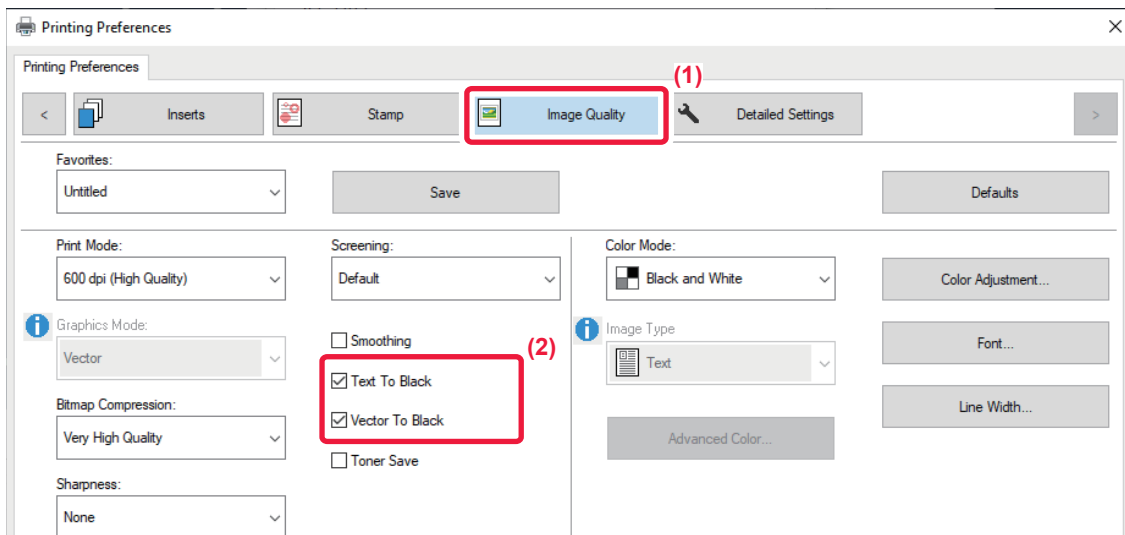 Printing Preferences
Printing Preferences
(1)
< Inserts Stamp Image Quality Detailed Settings >
Favorites:
Untitled Save Defaults
Print Mode: Screening: Color Mode:
600 dpi (High Quality) Default Black and White Color Adjustment...
Graphics Mode: Smoothing (2) Image Type
Vector Text To Black Text Font...
Bitmap Compression: Vector To Black Line Width...
Very High Quality Advanced Color...
Toner Save
Sharpness:
None